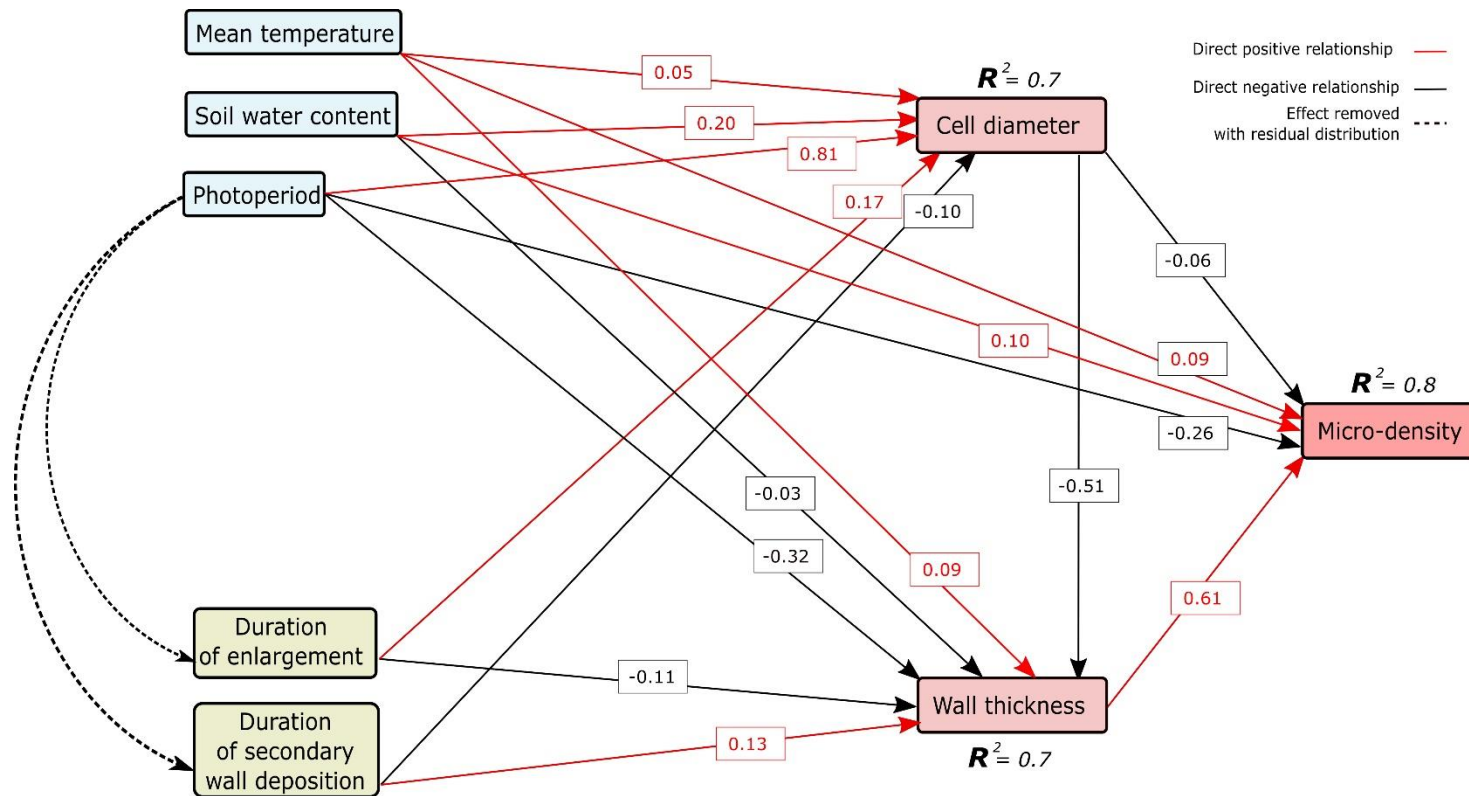 Mean temperature
Soil water content
Photoperiod
Duration
of enlargement
Duration
of secondary
wall deposition
0.05
0.20
0.81
0.17
-0.10
R² = 0.7
Cell diameter
-0.06
0.10
0.09
-0.26
-0.03
-0.51
-0.32
0.09
0.61
-0.11
0.13
Wall thickness
R² = 0.7
R² = 0.8
Micro-density
Direct positive relationship
Direct negative relationship
Effect removed
with residual distribution